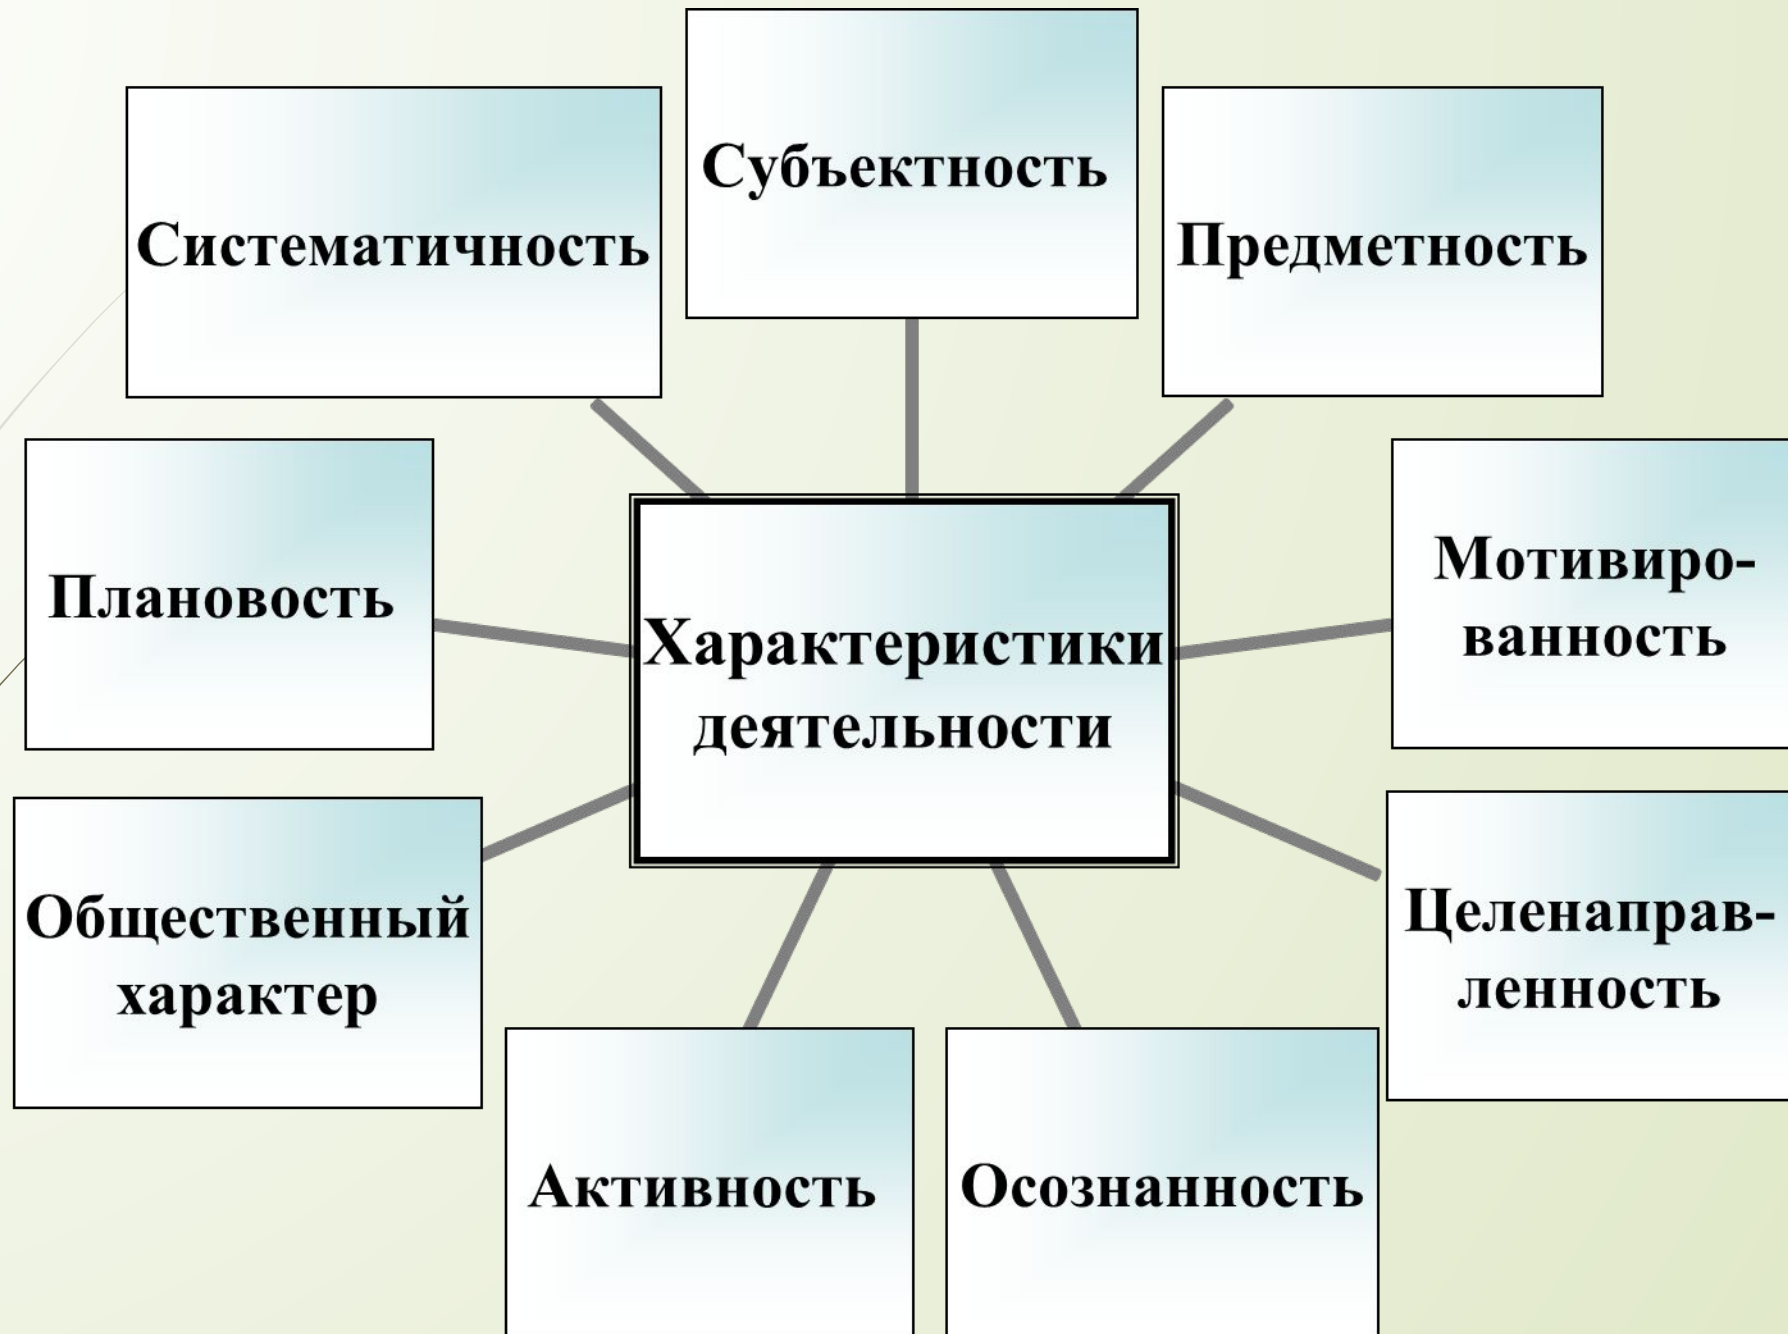 Субъектность
Систематичность
Предметность
Мотивиро-
ванность
Плановость
Характеристики
деятельности
Общественный
характер
Целенаправ-
ленность
Активность
Осознанность